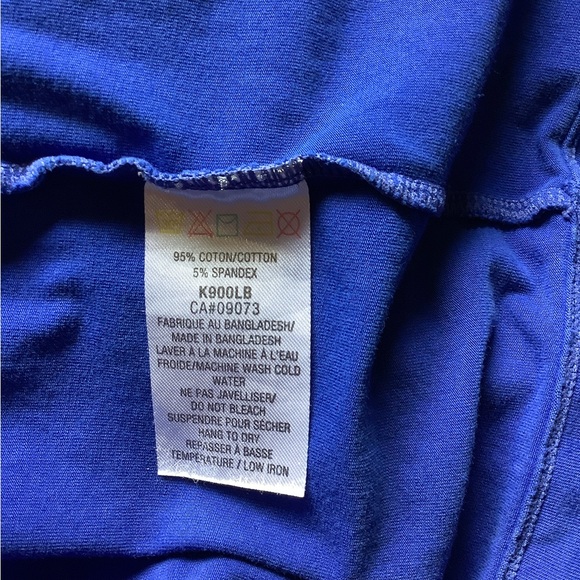 95% COTON/COTTON
5% SPANDEX
K900LB
CA#09073
FABRIQUE AU BANGLADESH/
MADE IN BANGLADESH
LAVER À LA MACHINE À L'EAU
FROIDE/MACHINE WASH COLD
WATER
NE PAS JAVELLISER/
DO NOT BLEACH
SUSPENDRE POUR SÉCHER
HANG TO DRY
REPASSER À BASSE
TEMPERATURE / LOW IRON